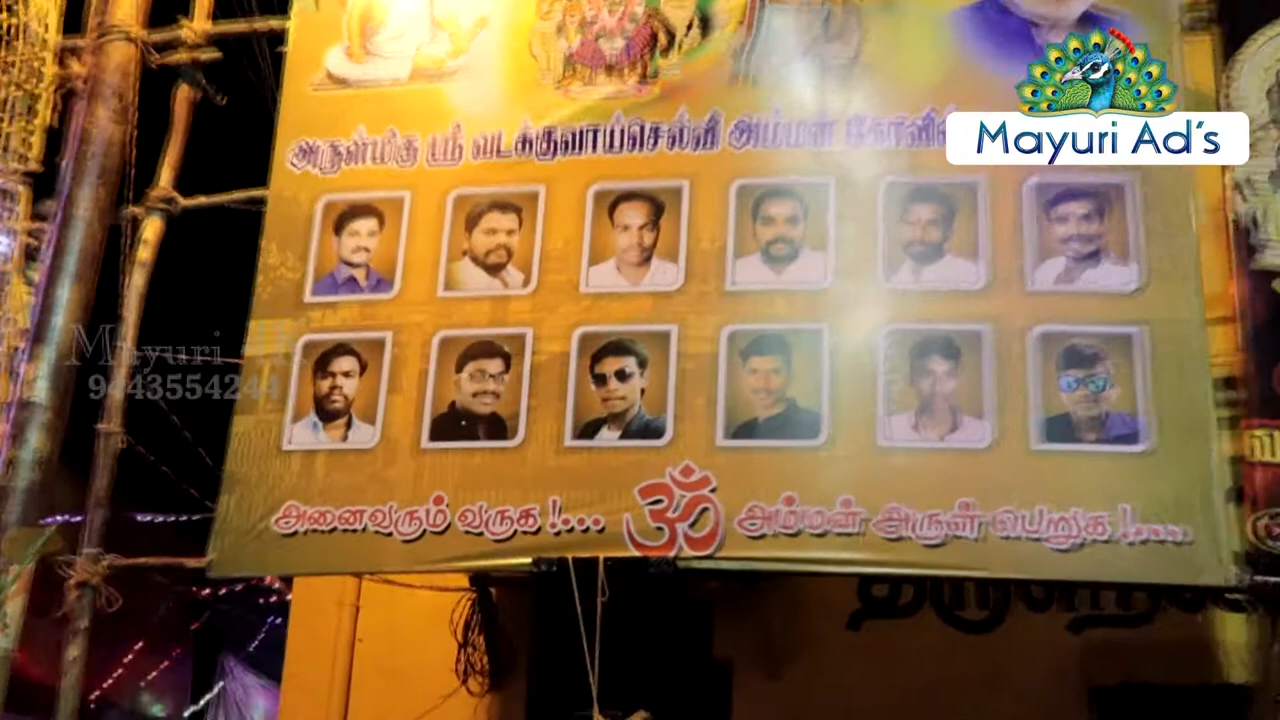 Mayuri Ad's
அருள்மிகு ஸ்ரீ வடக்குவாய்செல்வி அம்மன் கோவில்
Mayuri
9443554244
அனைவரும் வருக !... ௐ அம்மன் அருள் பெறுக !....